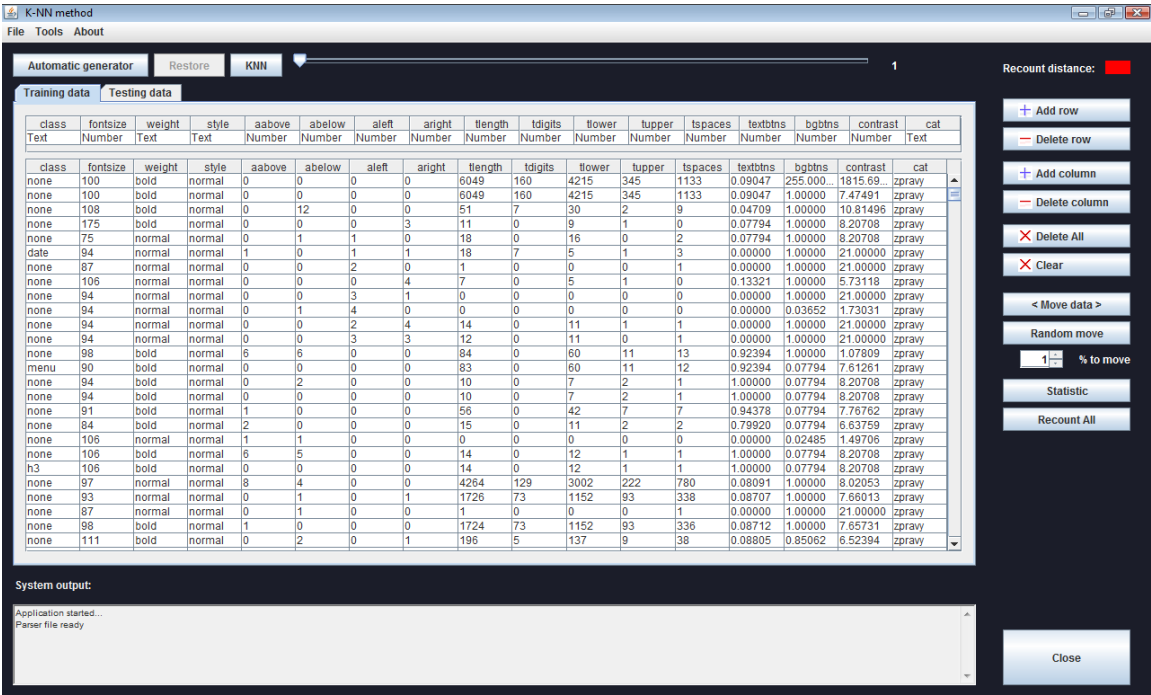 K-NN method
File Tools About
Automatic generator Restore KNN 1 Recount distance:
Training data Testing data
class fontsize weight style aabove abelow aleft aright tlength tdigits tlower tupper tspaces textbtns bgbtns contrast cat
Text Number Text Text Number Number Number Number Number Number Number Number Number Number Number Number Text
class fontsize weight style aabove abelow aleft aright tlength tdigits tlower tupper tspaces textbtns bgbtns contrast cat
none 100 bold normal 0 0 0 0 6049 160 4215 345 1133 0.09047 255.000... 1815.69... zpravy
none 100 bold normal 0 0 0 0 6049 160 4215 345 1133 0.09047 1.00000 7.47491 zpravy
none 108 bold normal 0 12 0 0 51 7 30 2 9 0.04709 1.00000 10.81496 zpravy
none 175 bold normal 0 0 0 3 11 0 9 1 0 0.07794 1.00000 8.20708 zpravy
none 75 normal normal 0 1 1 0 18 0 16 0 2 0.07794 1.00000 8.20708 zpravy
date 94 normal normal 1 0 1 1 18 7 5 1 3 0.00000 1.00000 21.00000 zpravy
none 87 normal normal 0 0 2 0 1 0 0 0 1 0.00000 1.00000 21.00000 zpravy
none 106 normal normal 0 0 0 4 7 0 5 1 0 0.13321 1.00000 5.73118 zpravy
none 94 normal normal 0 0 3 1 0 0 0 0 0 0.00000 1.00000 21.00000 zpravy
none 94 normal normal 0 1 4 0 0 0 0 0 0 0.00000 0.03652 1.73031 zpravy
none 94 normal normal 0 0 2 4 14 0 11 1 1 0.00000 1.00000 21.00000 zpravy
none 94 normal normal 0 0 3 3 12 0 11 0 1 0.00000 1.00000 21.00000 zpravy
none 98 bold normal 6 6 0 0 84 0 60 11 13 0.92394 1.00000 1.07809 zpravy
menu 90 bold normal 0 0 0 0 83 0 60 11 12 0.92394 0.07794 7.61261 zpravy
none 94 bold normal 0 2 0 0 10 0 7 2 1 1.00000 0.07794 8.20708 zpravy
none 94 bold normal 0 0 0 0 10 0 7 2 1 1.00000 0.07794 8.20708 zpravy
none 91 bold normal 1 0 0 0 56 0 42 7 7 0.94378 0.07794 7.76762 zpravy
none 84 bold normal 2 0 0 0 15 0 11 2 2 0.79920 0.07794 6.63759 zpravy
none 106 normal normal 1 1 0 0 0 0 0 0 0 0.00000 0.02485 1.49706 zpravy
none 106 bold normal 6 5 0 0 14 0 12 1 1 1.00000 0.07794 8.20708 zpravy
h3 106 bold normal 0 0 0 0 14 0 12 1 1 1.00000 0.07794 8.20708 zpravy
none 97 normal normal 8 4 0 0 4264 129 3002 222 780 0.08091 1.00000 8.02053 zpravy
none 93 normal normal 0 1 0 1 1726 73 1152 93 338 0.08707 1.00000 7.66013 zpravy
none 87 normal normal 0 1 0 0 1 0 0 0 1 0.00000 1.00000 21.00000 zpravy
none 98 bold normal 1 0 0 0 1724 73 1152 93 336 0.08712 1.00000 7.65731 zpravy
none 111 bold normal 0 2 0 1 196 5 137 9 38 0.08805 0.85062 6.52394 zpravy
Add row
Delete row
Add column
Delete column
Delete All
Clear
< Move data >
Random move
1 % to move
Statistic
Recount All
System output:
Application started...
Parser file ready
Close